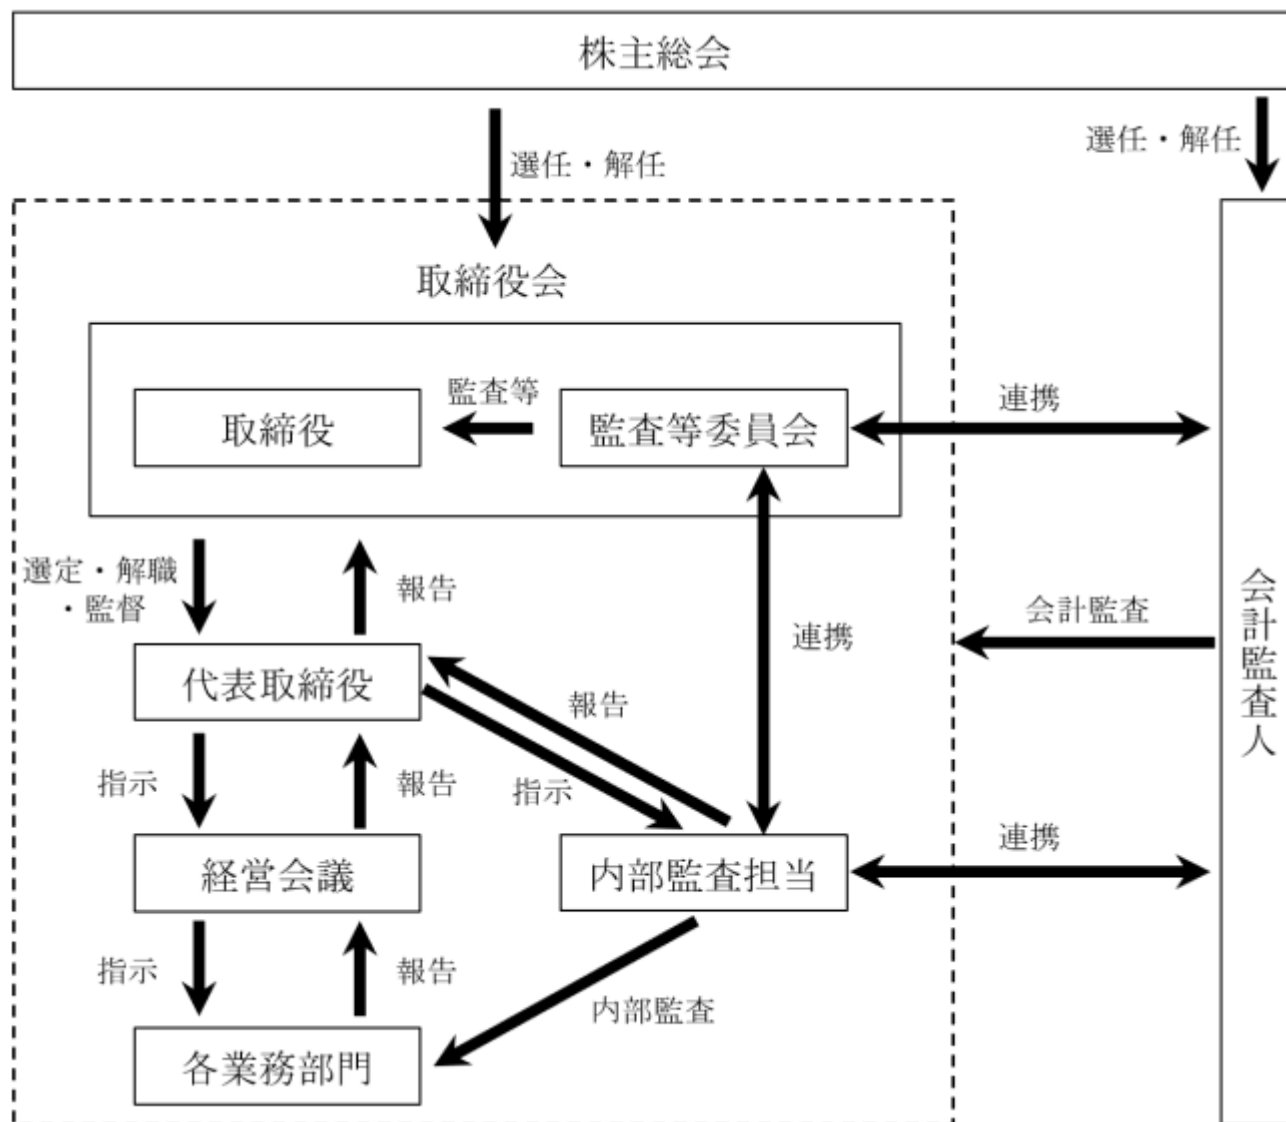 株主総会
選任・解任
選任・解任
取締役会
取締役
監査等
監査等委員会
連携
選定・解職
・監督
報告
連携
会計監査
会計監査人
代表取締役
報告
指示
指示
報告
経営会議
内部監査担当
連携
指示
報告
内部監査
各業務部門